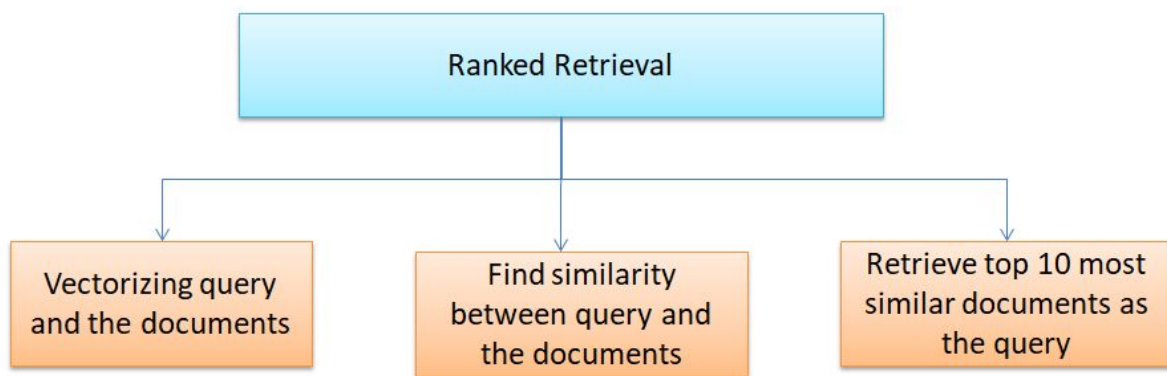 Ranked Retrieval
Vectorizing query
and the documents
Find similarity
between query and
the documents
Retrieve top 10 most
similar documents as
the query